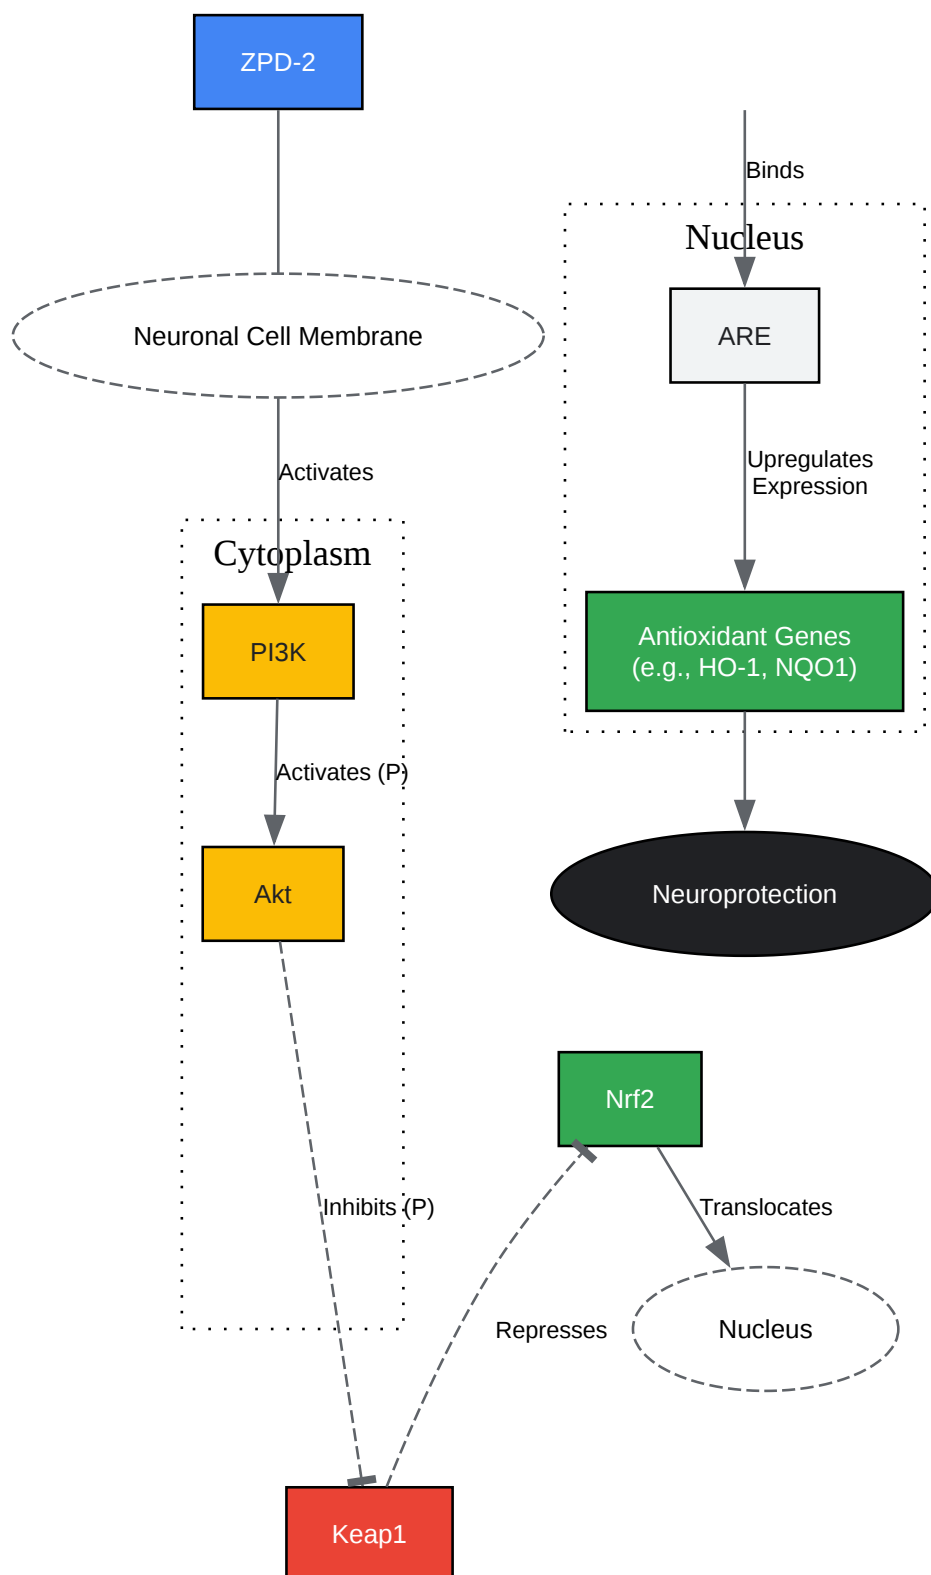 ZPD-2
Binds
Nucleus
Neuronal Cell Membrane
ARE
Activates
Upregulates
Expression
Cytoplasm
PI3K
Antioxidant Genes
(e.g., HO-1, NQO1)
Activates (P)
Akt
Neuroprotection
Nrf2
Inhibits (P)
Translocates
Represses
Nucleus
Keap1